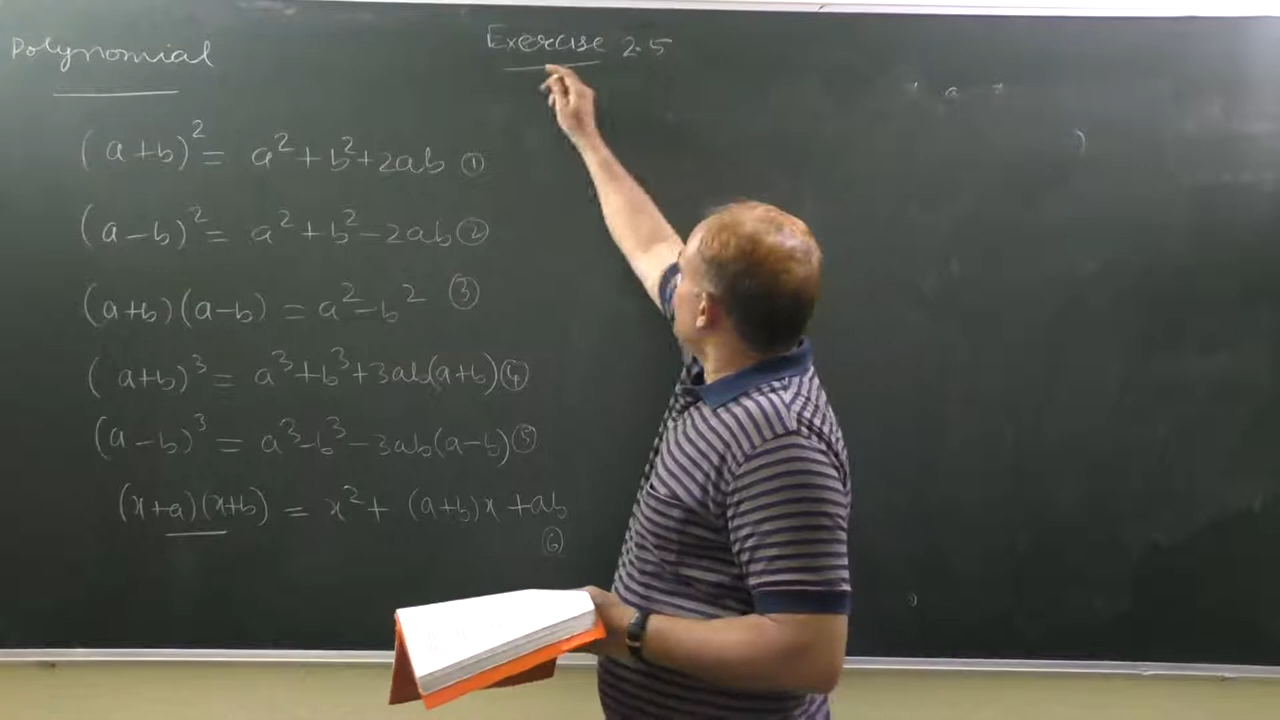 Polynomial
Exercise 2.5
(a+b)² = a²+b²+2ab ①
(a-b)² = a²+b²-2ab ②
(a+b)(a-b) = a²-b² ③
(a+b)³ = a³+b³+3ab(a+b) ④
(a-b)³ = a³-b³-3ab(a-b) ⑤
(x+a)(x+b) = x²+ (a+b)x +ab
⑥